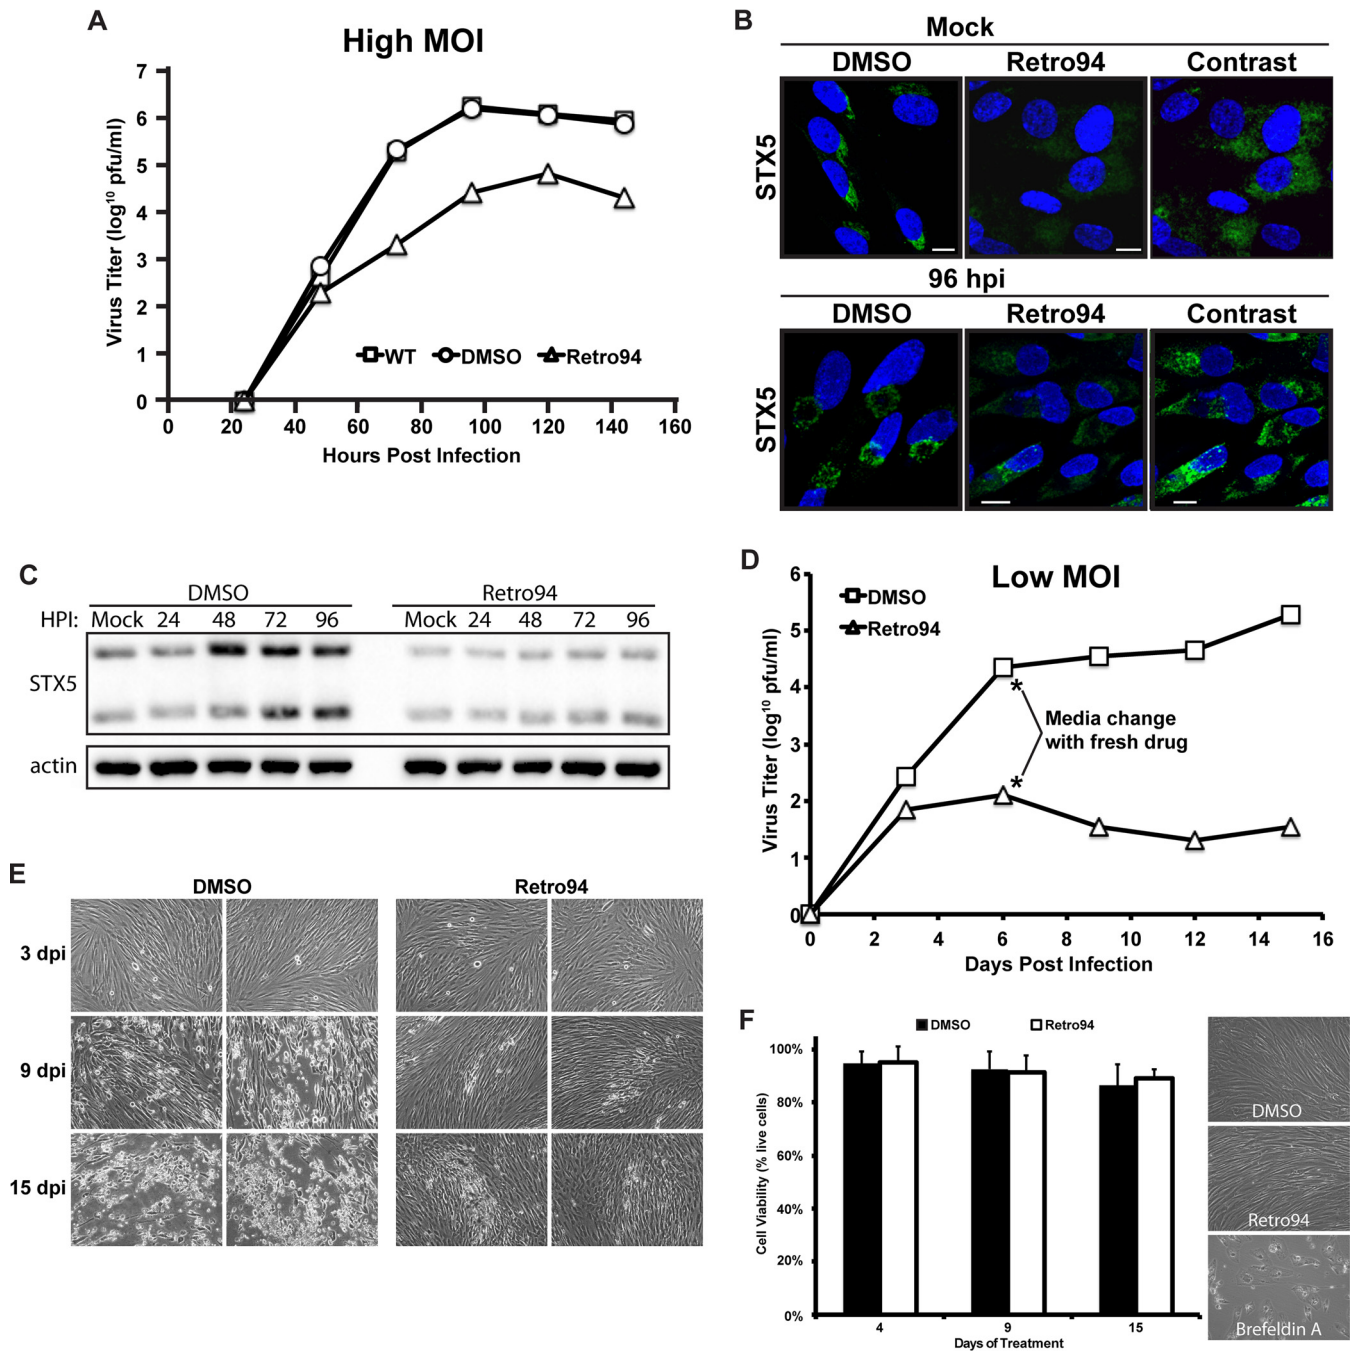 A
High MOI
Virus Titer (log¹⁰ pfu/ml)
7
6
5
4
3
2
1
0
WT DMSO Retro94
0 20 40 60 80 100 120 140 160
Hours Post Infection
B
Mock
DMSO Retro94 Contrast
STX5
96 hpi
DMSO Retro94 Contrast
STX5
C
DMSO Retro94
HPI: Mock 24 48 72 96 Mock 24 48 72 96
STX5
actin
D
Low MOI
Virus Titer (log¹⁰ pfu/ml)
6
5
4
3
2
1
0
DMSO
Retro94
*
Media change
with fresh drug
*
0 2 4 6 8 10 12 14 16
Days Post Infection
E
DMSO Retro94
3 dpi
9 dpi
15 dpi
F
DMSO Retro94
Cell Viability (% live cells)
100%
80%
60%
40%
20%
0%
4 9 15
Days of Treatment
DMSO
Retro94
Brefeldin A